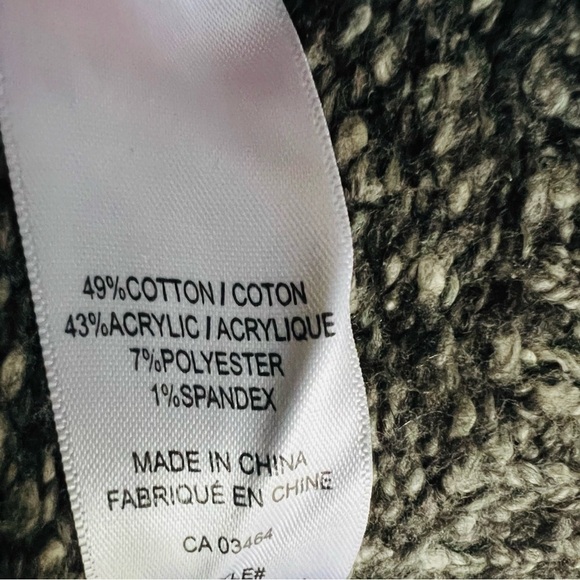 49%COTTON/COTON
43%ACRYLIC/ACRYLIQUE
7%POLYESTER
1%SPANDEX
MADE IN CHINA
FABRIQUÉ EN CHINE
CA 03464